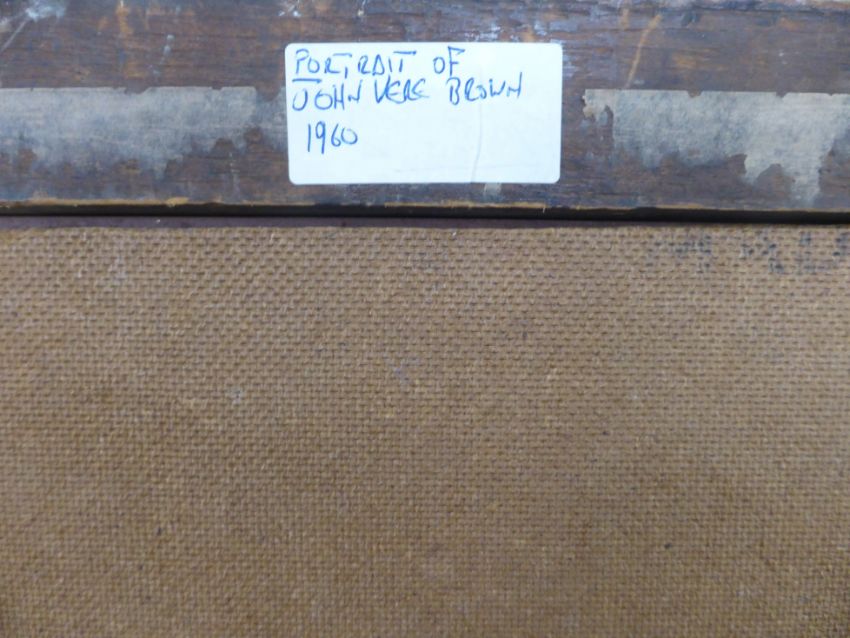 PORTRAIT OF
JOHN VERE BROWN
1960